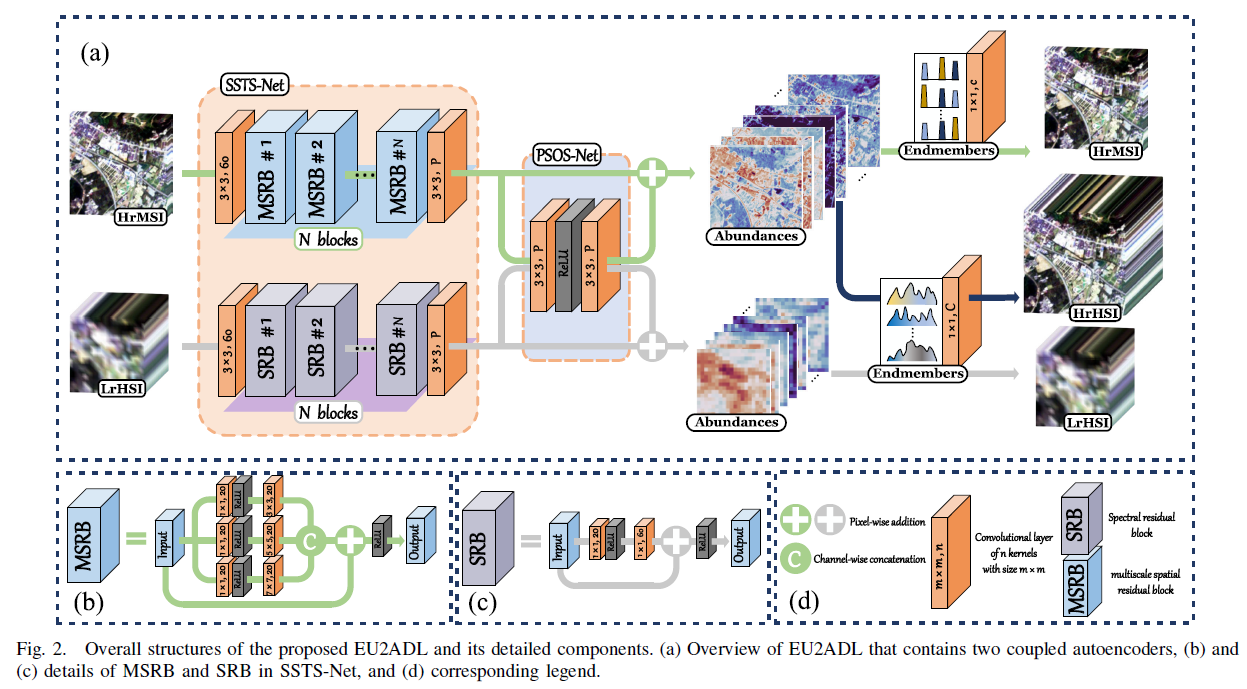 (a)
SSTS-Net
3×3, 60
MSRB #1
MSRB #2
MSRB #N
3×3, P
N blocks
HrMSI
PSOS-Net
3×3, P
ReLU
3×3, P
Abundances
1×1, c
Endmembers
HrMSI
3×3, 60
SRB #1
SRB #2
SRB #N
3×3, P
N blocks
LrHSI
Abundances
1×1, C
Endmembers
HrHSI
LrHSI
MSRB
=
Input
1×1, 20
ReLU
3×3, 20
1×1, 20
ReLU
5×5, 20
1×1, 20
ReLU
7×7, 20
C
ReLU
Output
(b)
SRB
=
Input
1×1, 20
ReLU
1×1, 60
ReLU
Output
(c)
Pixel-wise addition
C
Channel-wise concatenation
m×m, n
Convolutional layer
of n kernels
with size m × m
SRB
Spectral residual
block
MSRB
multiscale spatial
residual block
(d)
Fig. 2. Overall structures of the proposed EU2ADL and its detailed components. (a) Overview of EU2ADL that contains two coupled autoencoders, (b) and
(c) details of MSRB and SRB in SSTS-Net, and (d) corresponding legend.